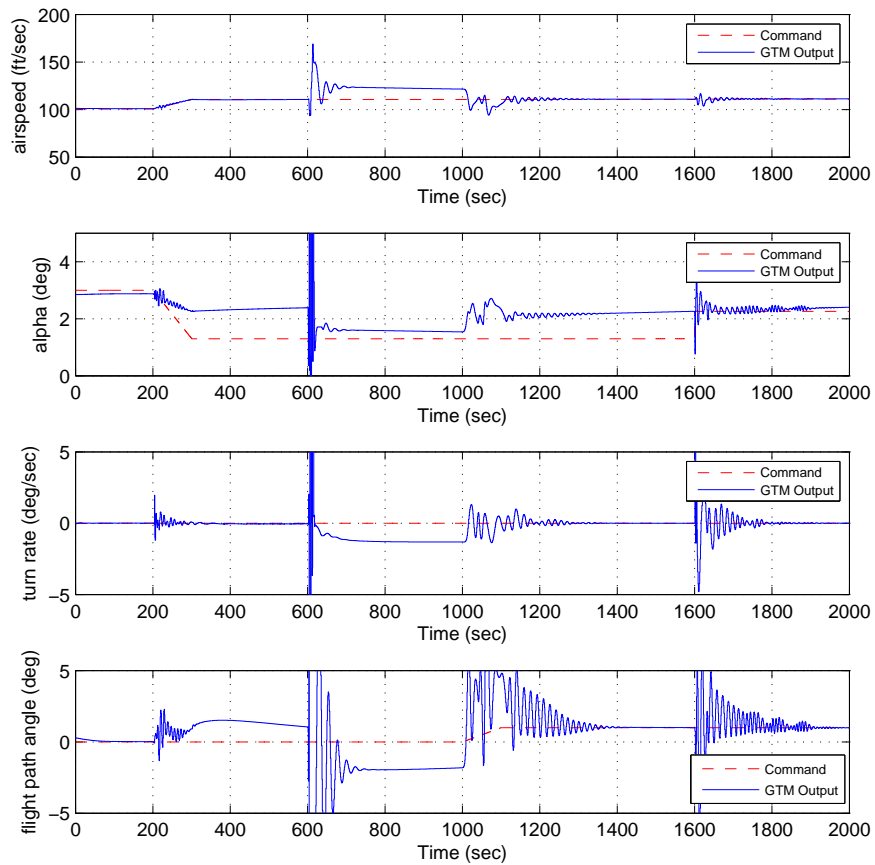 200
150
100
50
airspeed (ft/sec)
Command
GTM Output
0 200 400 600 800 1000 1200 1400 1600 1800 2000
Time (sec)
4
2
0
alpha (deg)
Command
GTM Output
0 200 400 600 800 1000 1200 1400 1600 1800 2000
Time (sec)
5
0
−5
turn rate (deg/sec)
Command
GTM Output
0 200 400 600 800 1000 1200 1400 1600 1800 2000
Time (sec)
5
0
−5
flight path angle (deg)
Command
GTM Output
0 200 400 600 800 1000 1200 1400 1600 1800 2000
Time (sec)